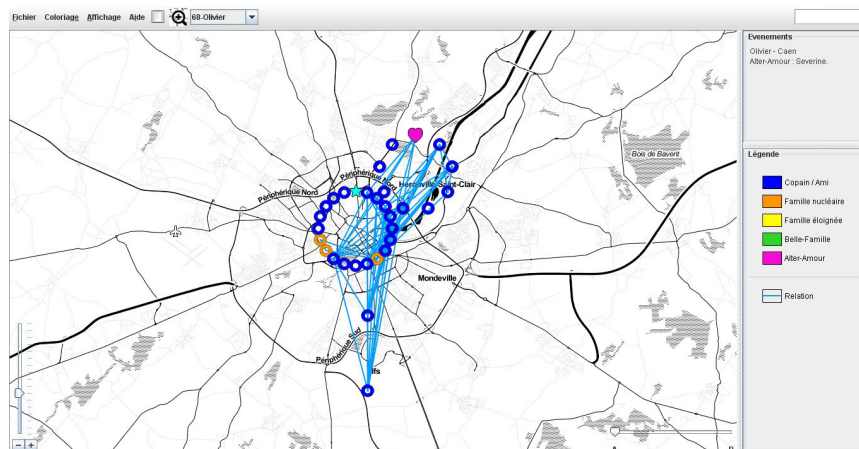 Fichier Coloriage Affichage Aide 68-Olivier
Evenements
Olivier - Caen
Alter-Amour : Severine.
Bois de Bavent
Légende
Périphérique Nord
Périphérique Nord
Hérouville-Saint-Clair
Copain / Ami
Famille nucléaire
Famille éloignée
Belle-Famille
Alter-Amour
Mondeville
Relation
Périphérique Sud
Ifs